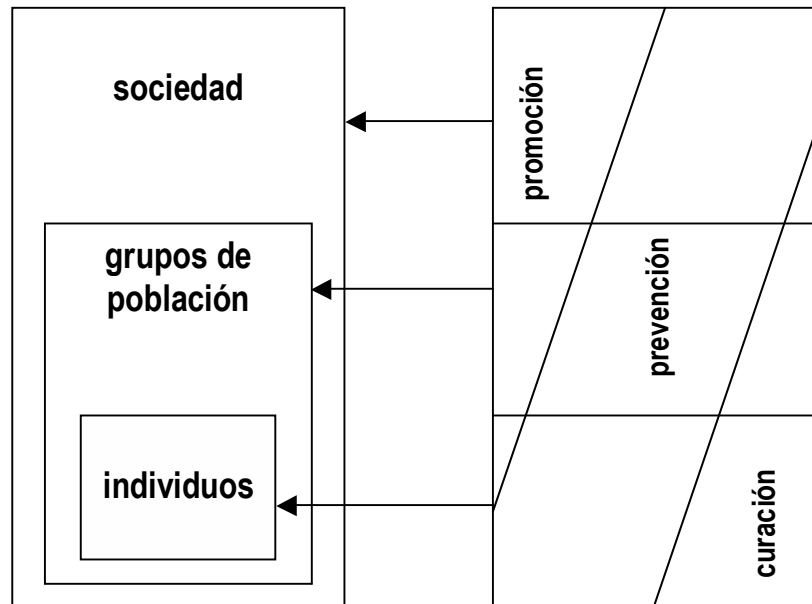 sociedad
grupos de
población
individuos
promoción
prevención
curación